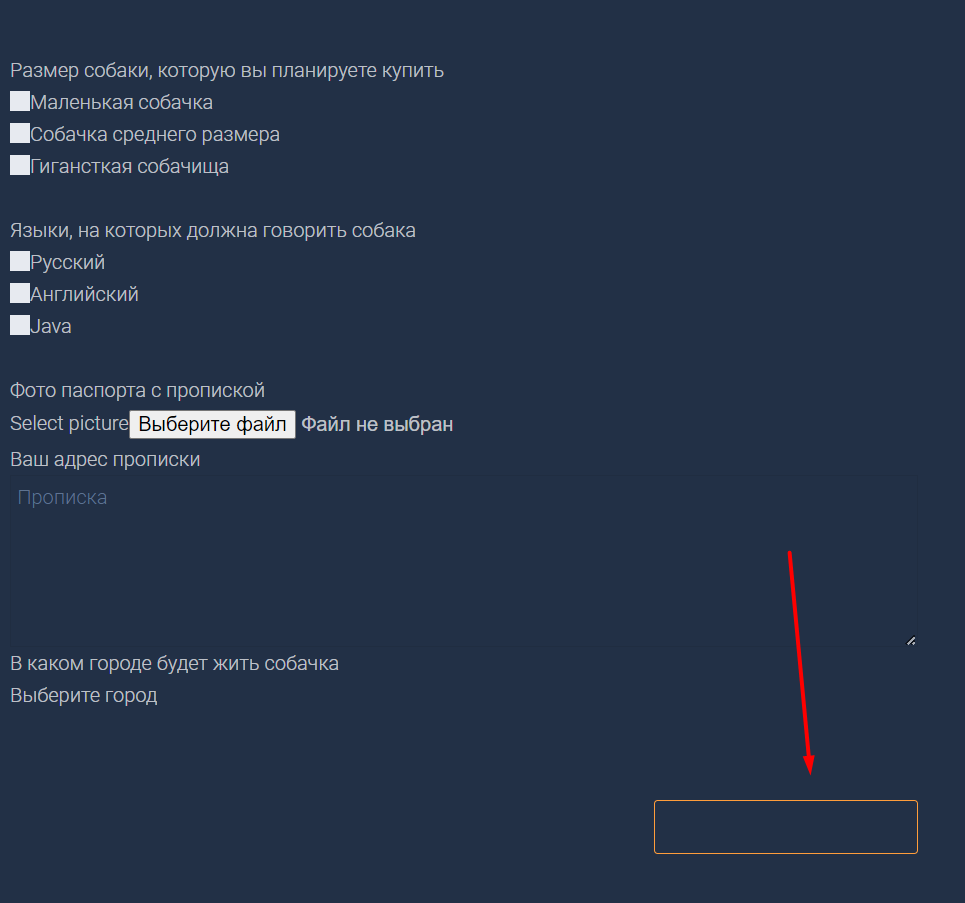 Размер собаки, которую вы планируете купить
Маленькая собачка
Собачка среднего размера
Гигансткая собачища
Языки, на которых должна говорить собака
Русский
Английский
Java
Фото паспорта с пропиской
Select picture Выберите файл Файл не выбран
Ваш адрес прописки
Прописка
В каком городе будет жить собачка
Выберите город